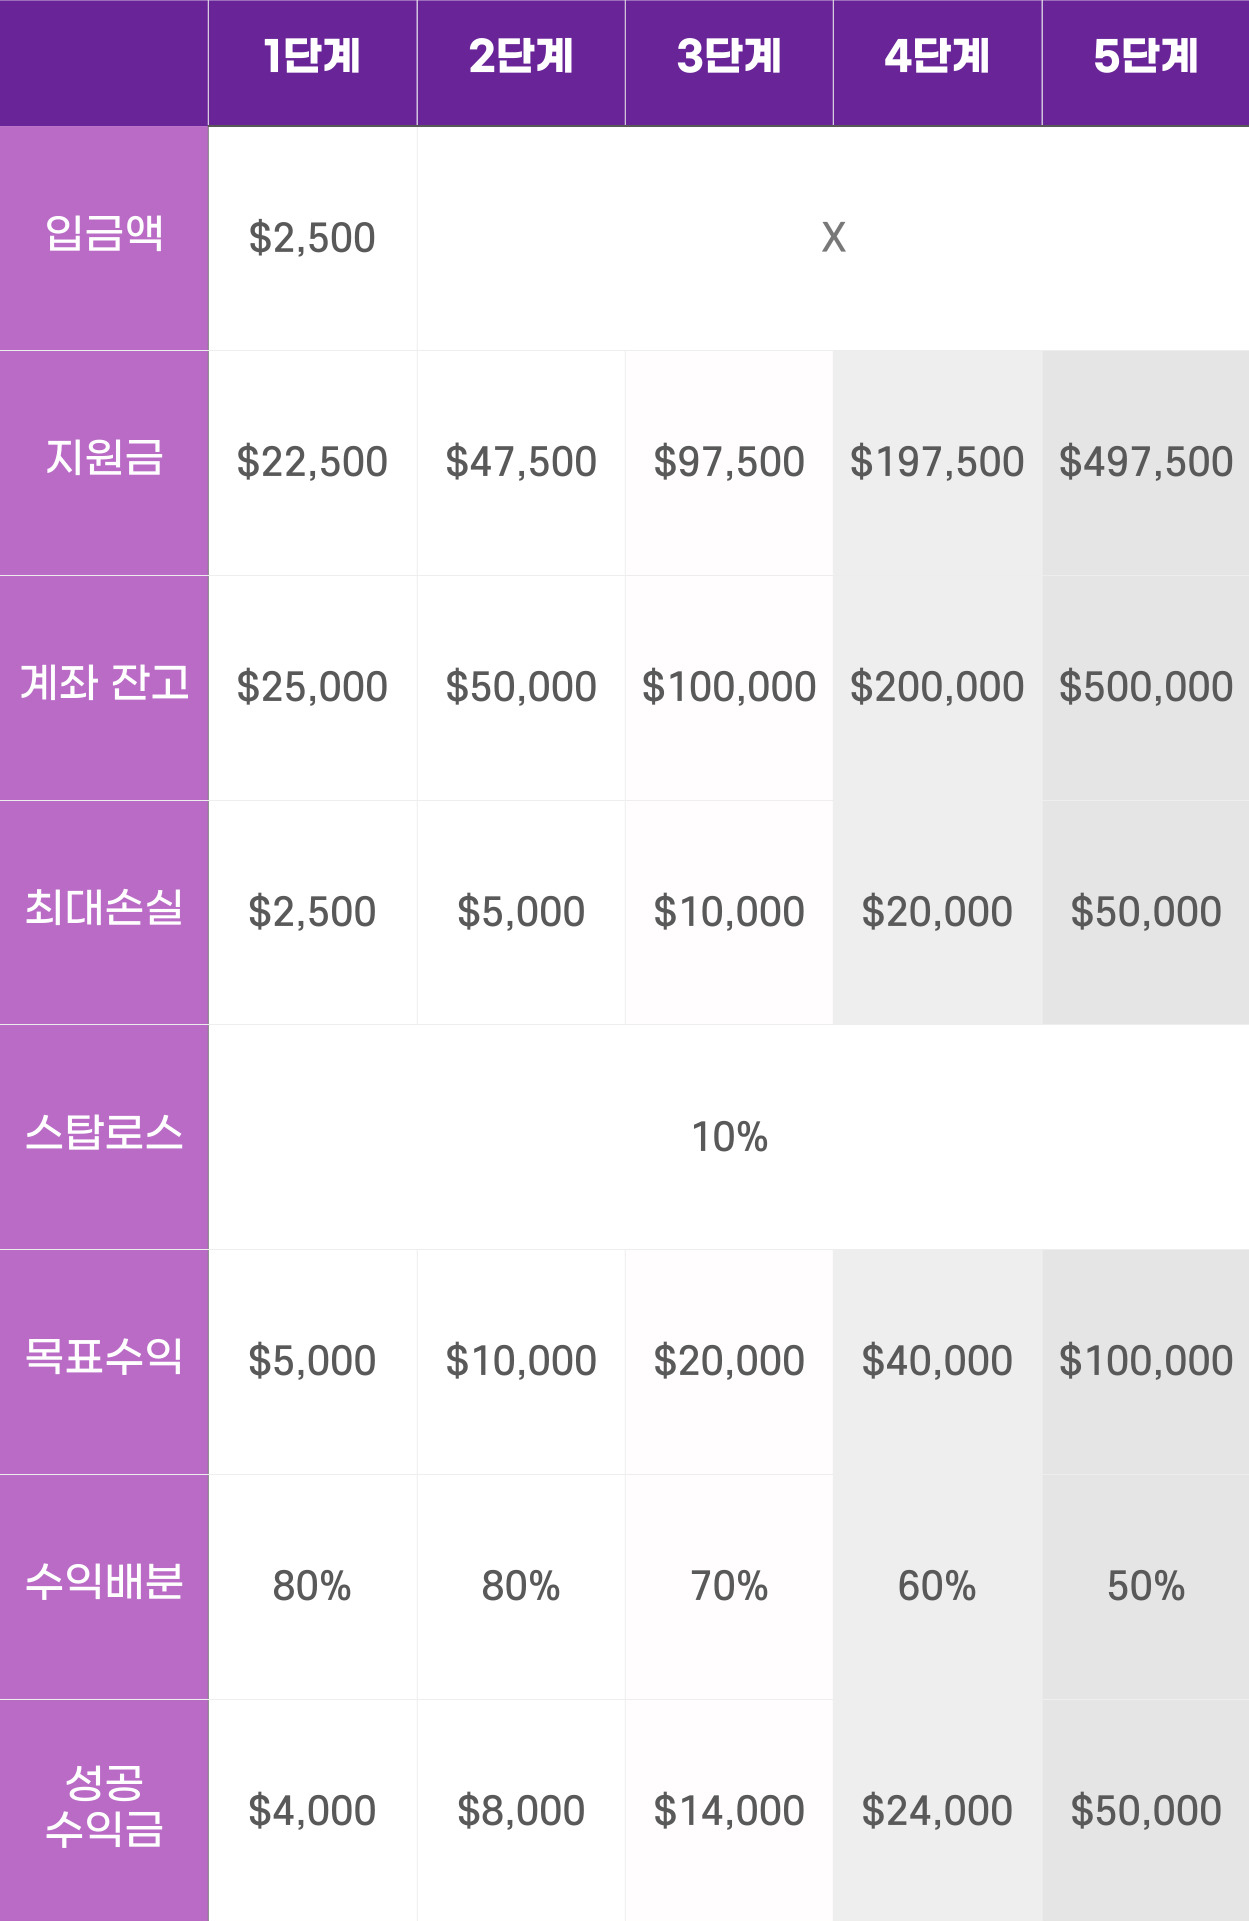 1단계 2단계 3단계 4단계 5단계
입금액 $2,500 X
지원금 $22,500 $47,500 $97,500 $197,500 $497,500
계좌 잔고 $25,000 $50,000 $100,000 $200,000 $500,000
최대손실 $2,500 $5,000 $10,000 $20,000 $50,000
스탑로스 10%
목표수익 $5,000 $10,000 $20,000 $40,000 $100,000
수익배분 80% 80% 70% 60% 50%
성공
수익금 $4,000 $8,000 $14,000 $24,000 $50,000